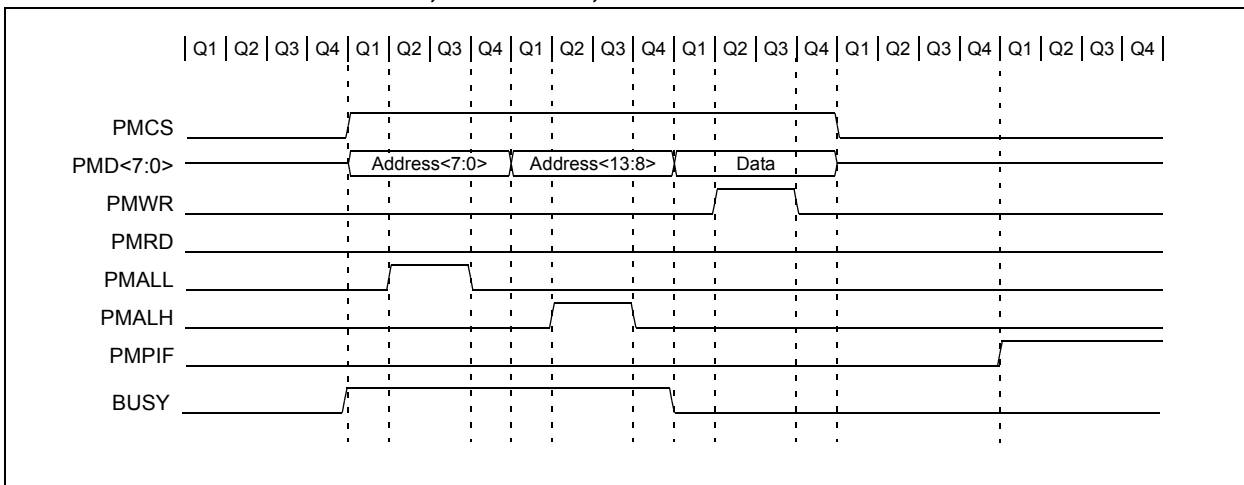 Q1 Q2 Q3 Q4 Q1 Q2 Q3 Q4 Q1 Q2 Q3 Q4 Q1 Q2 Q3 Q4 Q1 Q2 Q3 Q4 Q1 Q2 Q3 Q4
PMCS
PMD<7:0> Address<7:0> Address<13:8> Data
PMWR
PMRD
PMALL
PMALH
PMPIF
BUSY